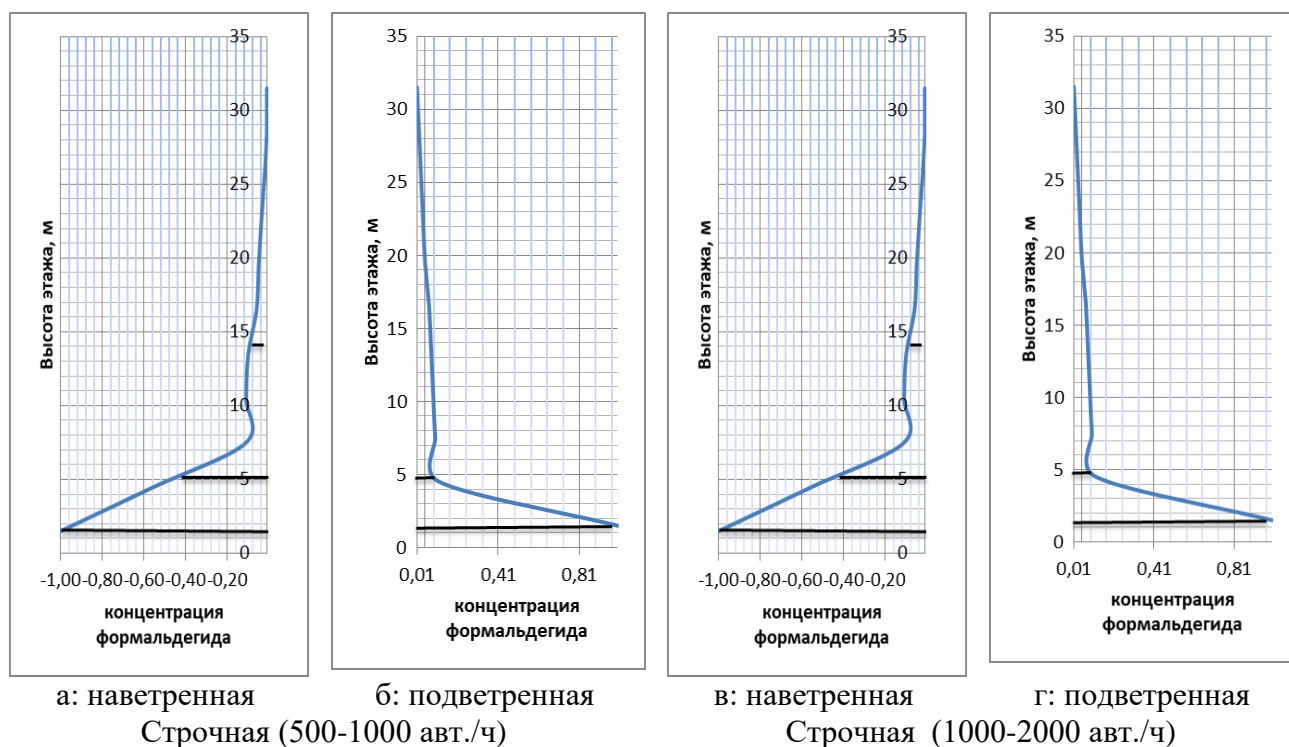 35
30
25
20
15
10
5
0
Высота этажа, м
-1,00-0,80-0,60-0,40-0,20
концентрация
формальдегида
35
30
25
20
15
10
5
0
Высота этажа, м
0,01 0,41 0,81
концентрация
формальдегида
35
30
25
20
15
10
5
0
Высота этажа, м
-1,00-0,80-0,60-0,40-0,20
концентрация
формальдегида
35
30
25
20
15
10
5
0
Высота этажа, м
0,01 0,41 0,81
концентрация
формальдегида
а: наветренная б: подветренная в: наветренная г: подветренная
Строчная (500-1000 авт./ч) Строчная (1000-2000 авт./ч)